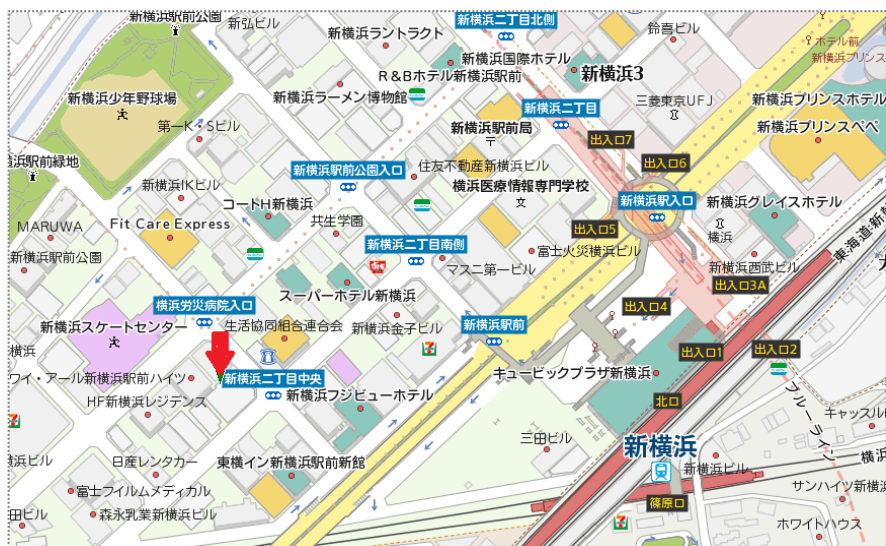 新横浜駅前公園
新弘ビル
新横浜二丁目北側
新横浜ラントラクト
新横浜国際ホテル
鈴喜ビル
ホテル前
新横浜プリンス
R&Bホテル新横浜駅前
新横浜3
新横浜少年野球場
新横浜ラーメン博物館
新横浜二丁目
三菱東京UFJ
新横浜プリンスホテル
第一K・Sビル
新横浜駅前局
新横浜プリンスペペ
出入口7
出入口6
横浜駅前緑地
新横浜駅前公園入口
住友不動産新横浜ビル
新横浜IKビル
横浜医療情報専門学校
コートH新横浜
新横浜駅入口
新横浜グレイスホテル
MARUWA
Fit Care Express
共生学園
出入口5
横浜
新横浜二丁目南側
富士火災横浜ビル
新横浜駅前公園
マスニ第一ビル
新横浜西武ビル
東海道・新幹
スーパーホテル新横浜
出入口3A
横浜労災病院入口
出入口4
新横浜スケートセンター
生活協同組合連合会
新横浜金子ビル
新横浜駅前
横浜
出入口1
出入口2
ワイ・アール新横浜駅前ハイツ
新横浜二丁目中央
キュービックプラザ新横浜
HF新横浜レジデンス
新横浜フジビューホテル
北口
ブルーライン
キャッスルビ
三田ビル
新横浜
浜ビル
日産レンタカー
東横イン新横浜駅前新館
新横浜ビル
横浜
富士フイルムメディカル
サンハイツ新横浜
篠原口
田ビル
森永乳業新横浜ビル
ホワイトハウス